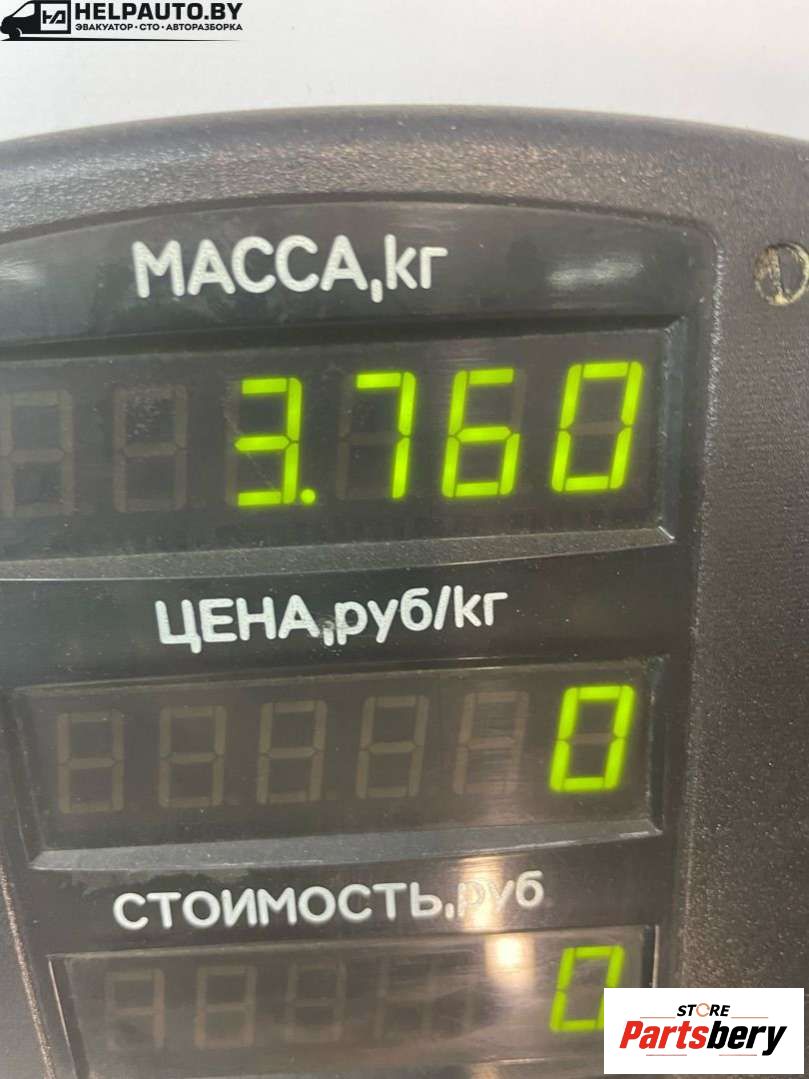 HELPAUTO.BY
ЭВАКУАТОР·СТО·АВТОРАЗБОРКА
МАССА,кг
3.760
ЦЕНА,руб/кг
0
СТОИМОСТЬ,руб
0
STORE
Partsbery